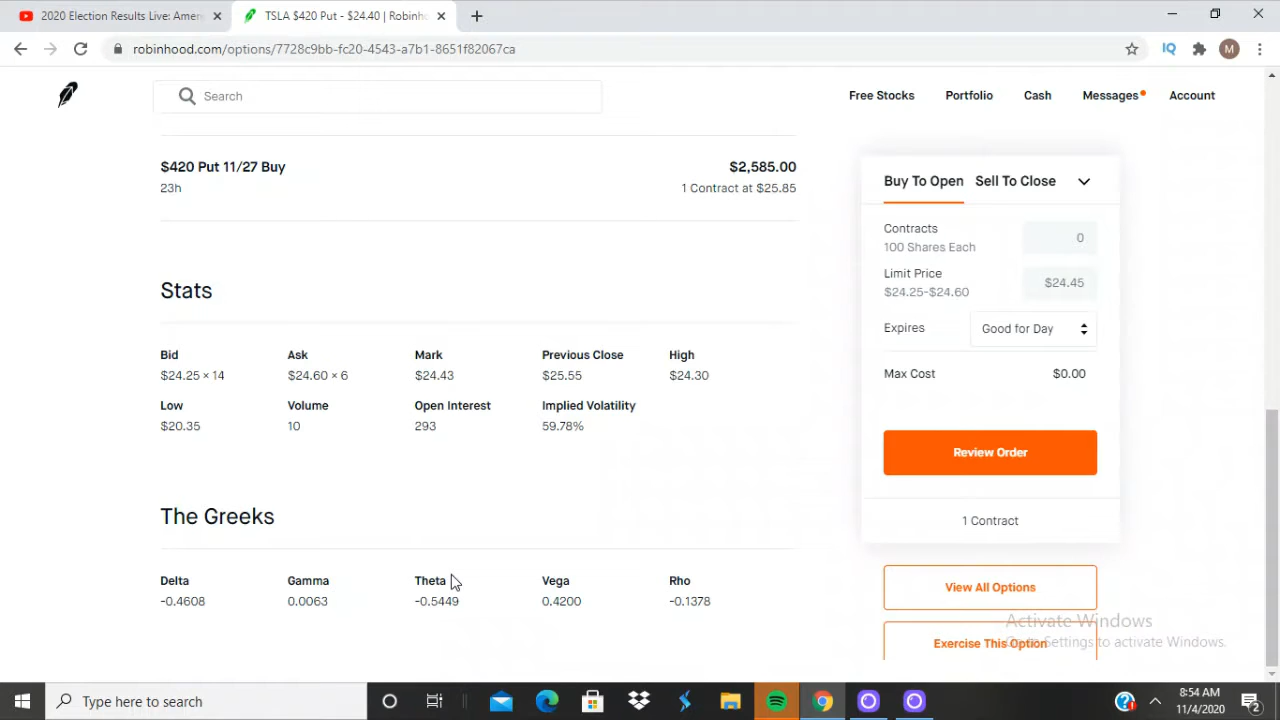 2020 Election Results Live: Amer
TSLA $420 Put - $24.40 | Robinh
robinhood.com/options/7728c9bb-fc20-4543-a7b1-8651f82067ca
IQ
M
Search
Free Stocks
Portfolio
Cash
Messages
Account
$420 Put 11/27 Buy
$2,585.00
23h
1 Contract at $25.85
Buy To Open
Sell To Close
Contracts
0
100 Shares Each
Limit Price
$24.45
$24.25–$24.60
Expires
Good for Day
Max Cost
$0.00
Review Order
1 Contract
View All Options
Exercise This Option
Stats
Bid
Ask
Mark
Previous Close
High
$24.25 × 14
$24.60 × 6
$24.43
$25.55
$24.30
Low
Volume
Open Interest
Implied Volatility
$20.35
10
293
59.78%
The Greeks
Delta
Gamma
Theta
Vega
Rho
-0.4608
0.0063
-0.5449
0.4200
-0.1378
Activate Windows
Go to Settings to activate Windows.
Type here to search
8:54 AM
11/4/2020
2